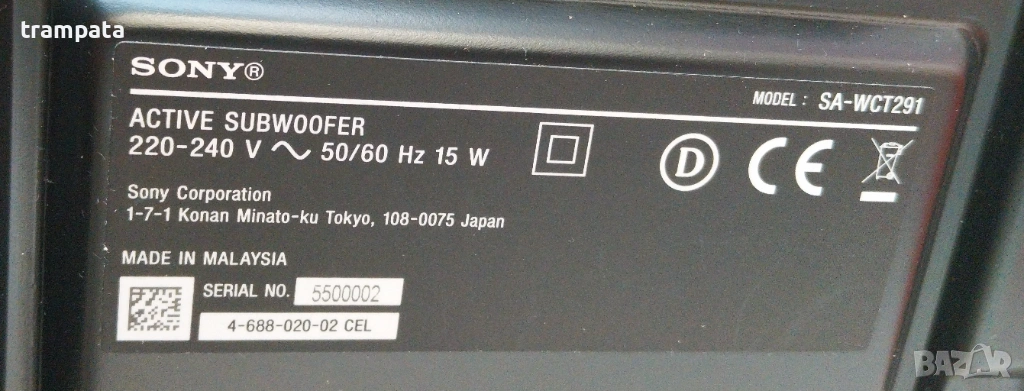 trampata
SONY®
MODEL : SA-WCT291
ACTIVE SUBWOOFER
220-240 V ~ 50/60 Hz 15 W
D CE
Sony Corporation
1-7-1 Konan Minato-ku Tokyo, 108-0075 Japan
MADE IN MALAYSIA
SERIAL NO. 5500002
4-688-020-02 CEL
BAZAR